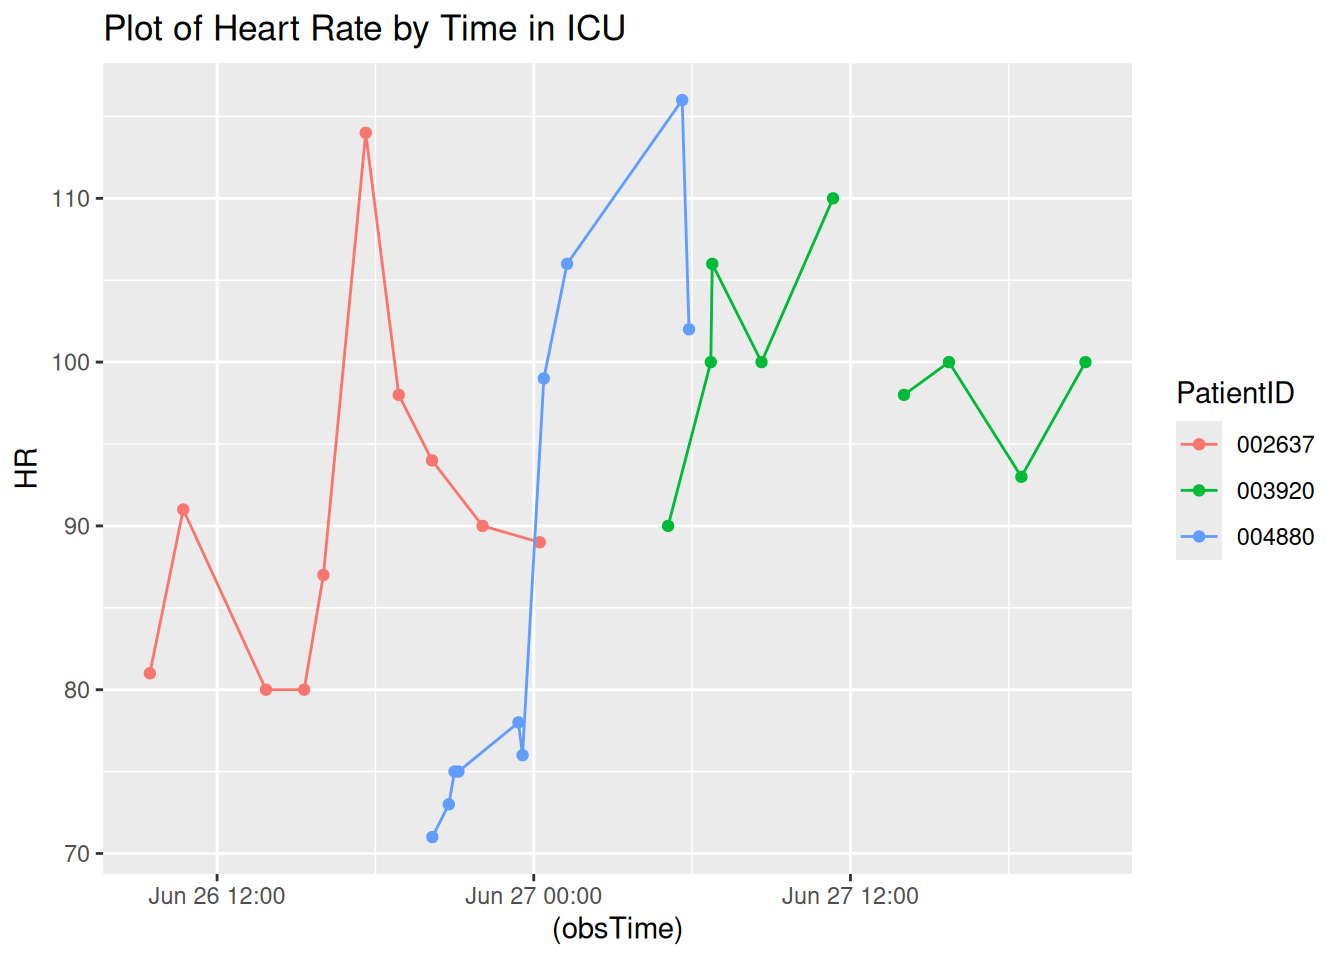 Plot of Heart Rate by Time in ICU
110
100
90
80
70
HR
Jun 26 12:00
Jun 27 00:00
Jun 27 12:00
(obsTime)
PatientID
002637
003920
004880